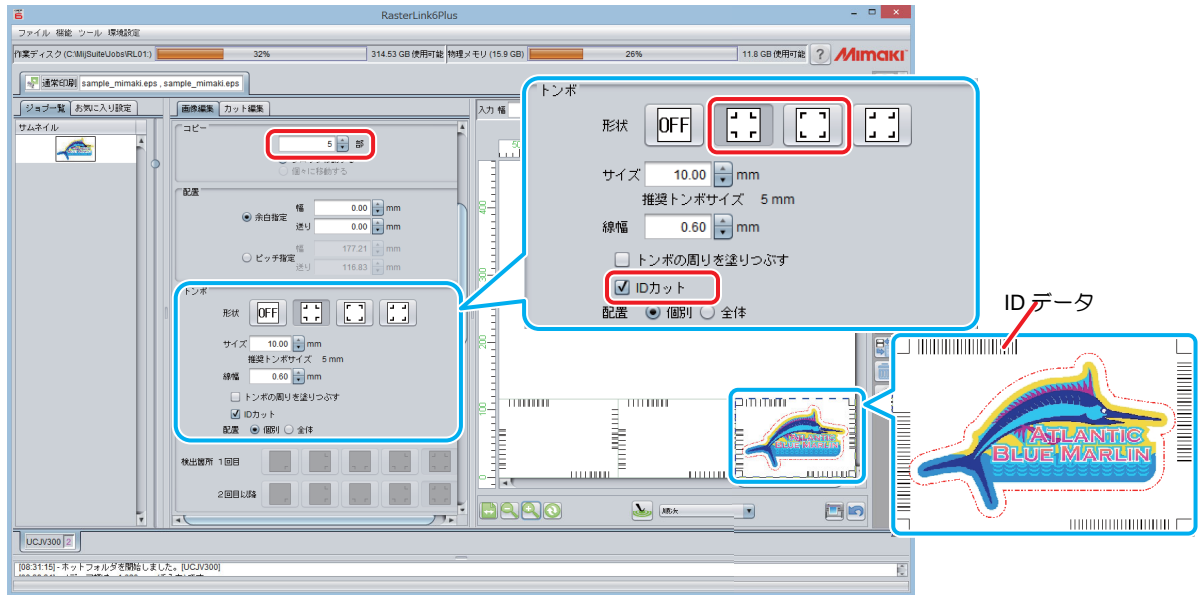 RasterLink6Plus
ファイル 機能 ツール 環境設定
作業ディスク (C:\MijSuite\Jobs\RL01:) 32% 314.53 GB 使用可能 物理メモリ (15.9 GB) 26% 11.8 GB 使用可能 ? Mimaki
通常印刷 sample_mimaki.eps , sample_mimaki.eps
ジョブ一覧 お気に入り設定
サムネイル
画像編集 カット編集
コピー
5 部
個々に移動する
配置
余白指定 幅 0.00 mm
送り 0.00 mm
ピッチ指定 幅 177.21 mm
送り 116.83 mm
トンボ
形状 OFF
サイズ 10.00 mm
推奨トンボサイズ 5 mm
線幅 0.60 mm
トンボの周りを塗りつぶす
IDカット
配置 個別 全体
検出箇所 1回目
2回目以降
入力 幅
トンボ
形状 OFF
サイズ 10.00 mm
推奨トンボサイズ 5 mm
線幅 0.60 mm
トンボの周りを塗りつぶす
IDカット
配置 個別 全体
ID データ
ATLANTIC
BLUE MARLIN
ATLANTIC
BLUE MARLIN
UCJV300 2
[08:31:15] - ホットフォルダを開始しました。[UCJV300]